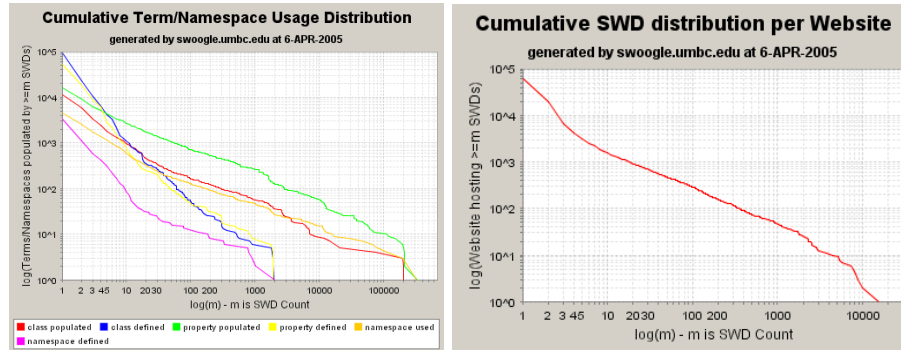 Cumulative Term/Namespace Usage Distribution
generated by swoogle.umbc.edu at 6-APR-2005
log(Terms/Namespaces populated by >=m SWDs)
10^5
10^4
10^3
10^2
10^1
10^0
1 2 3 45 10 2030 100 200 1000 10000 100000
log(m) - m is SWD Count
class populated class defined property populated property defined namespace used
namespace defined
Cumulative SWD distribution per Website
generated by swoogle.umbc.edu at 6-APR-2005
log(Website hosting >=m SWDs)
10^5
10^4
10^3
10^2
10^1
10^0
1 2 3 45 10 2030 100 200 1000 10000
log(m) - m is SWD Count